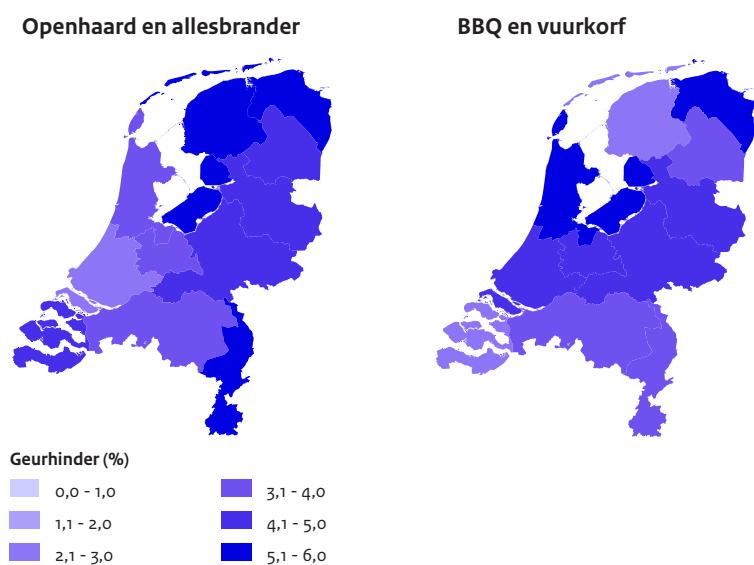 Openhaard en allesbrander
BBQ en vuurkorf
Geurhinder (%)
0,0 - 1,0
1,1 - 2,0
2,1 - 3,0
3,1 - 4,0
4,1 - 5,0
5,1 - 6,0